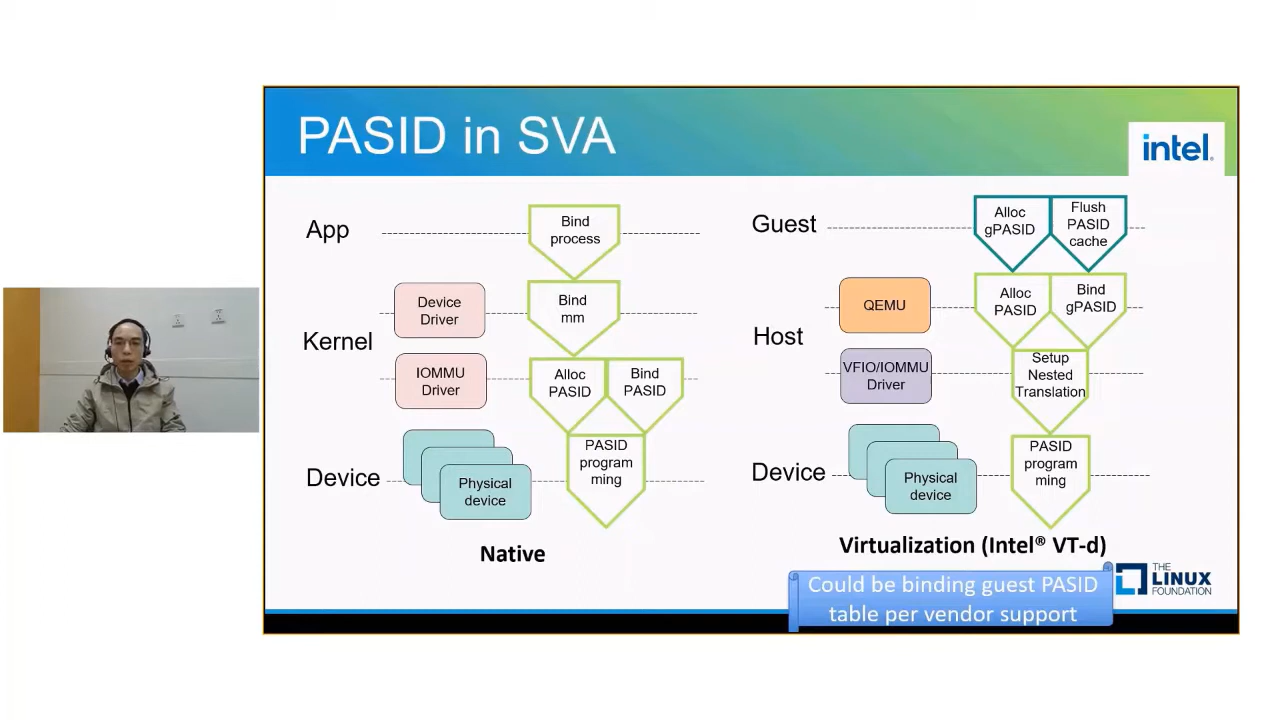 PASID in SVA
intel.
App
Bind
process
Kernel
Device
Driver
Bind
mm
IOMMU
Driver
Alloc
PASID
Bind
PASID
Device
Physical
device
PASID
program
ming
Native
Guest
Alloc
gPASID
Flush
PASID
cache
Host
QEMU
Alloc
PASID
Bind
gPASID
VFIO/IOMMU
Driver
Setup
Nested
Translation
Device
Physical
device
PASID
program
ming
Virtualization (Intel® VT-d)
Could be binding guest PASID
table per vendor support
THE
LINUX
FOUNDATION